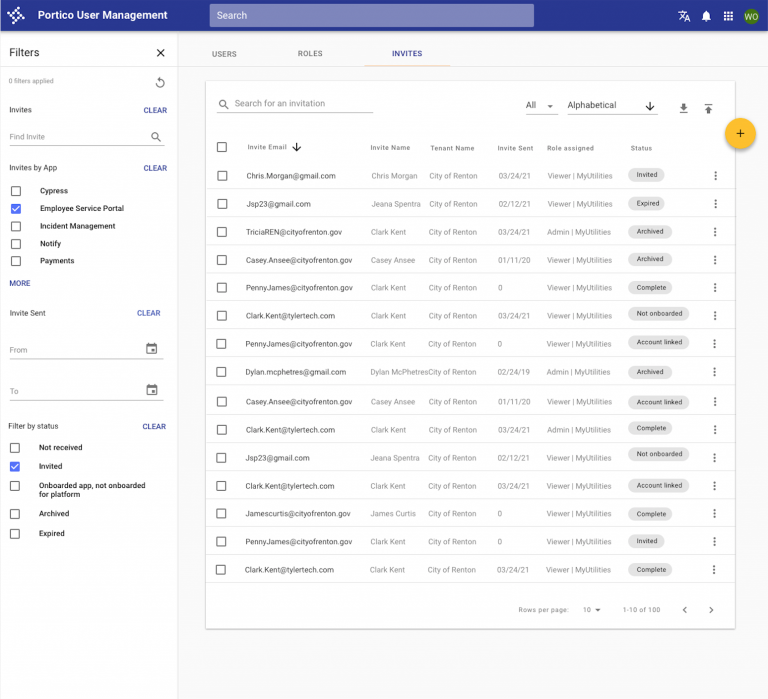 Portico User Management
Search
WO
Filters
0 filters applied
Invites CLEAR
Find Invite
Invites by App CLEAR
Cypress
Employee Service Portal
Incident Management
Notify
Payments
MORE
Invite Sent CLEAR
From
To
Filter by status CLEAR
Not received
Invited
Onboarded app, not onboarded
for platform
Archived
Expired
USERS ROLES INVITES
Search for an invitation All Alphabetical
+
Invite Email Invite Name Tenant Name Invite Sent Role assigned Status
Chris.Morgan@gmail.com Chris Morgan City of Renton 03/24/21 Viewer | MyUtilities Invited
Jsp23@gmail.com Jeana Spentra City of Renton 02/12/21 Viewer | MyUtilities Expired
TriciaREN@cityofrenton.gov Clark Kent City of Renton 03/24/21 Admin | MyUtilities Archived
Casey.Ansee@cityofrenton.gov Casey Ansee City of Renton 01/11/20 Viewer | MyUtilities Archived
PennyJames@cityofrenton.gov Clark Kent City of Renton 0 Viewer | MyUtilities Complete
Clark.Kent@tylertech.com Clark Kent City of Renton 03/24/21 Viewer | MyUtilities Not onboarded
PennyJames@cityofrenton.gov Clark Kent City of Renton 0 Viewer | MyUtilities Account linked
Dylan.mcphetres@gmail.com Dylan McPhetres City of Renton 02/24/19 Admin | MyUtilities Archived
Casey.Ansee@cityofrenton.gov Casey Ansee City of Renton 01/11/20 Viewer | MyUtilities Account linked
Clark.Kent@tylertech.com Clark Kent City of Renton 03/24/21 Admin | MyUtilities Complete
Jsp23@gmail.com Jeana Spentra City of Renton 02/12/21 Viewer | MyUtilities Not onboarded
Clark.Kent@tylertech.com Clark Kent City of Renton 03/24/21 Viewer | MyUtilities Account linked
Jamescurtis@cityofrenton.gov James Curtis City of Renton 0 Viewer | MyUtilities Complete
PennyJames@cityofrenton.gov Clark Kent City of Renton 0 Viewer | MyUtilities Invited
Clark.Kent@tylertech.com Clark Kent City of Renton 03/24/21 Viewer | MyUtilities Complete
Rows per page: 10 1-10 of 100